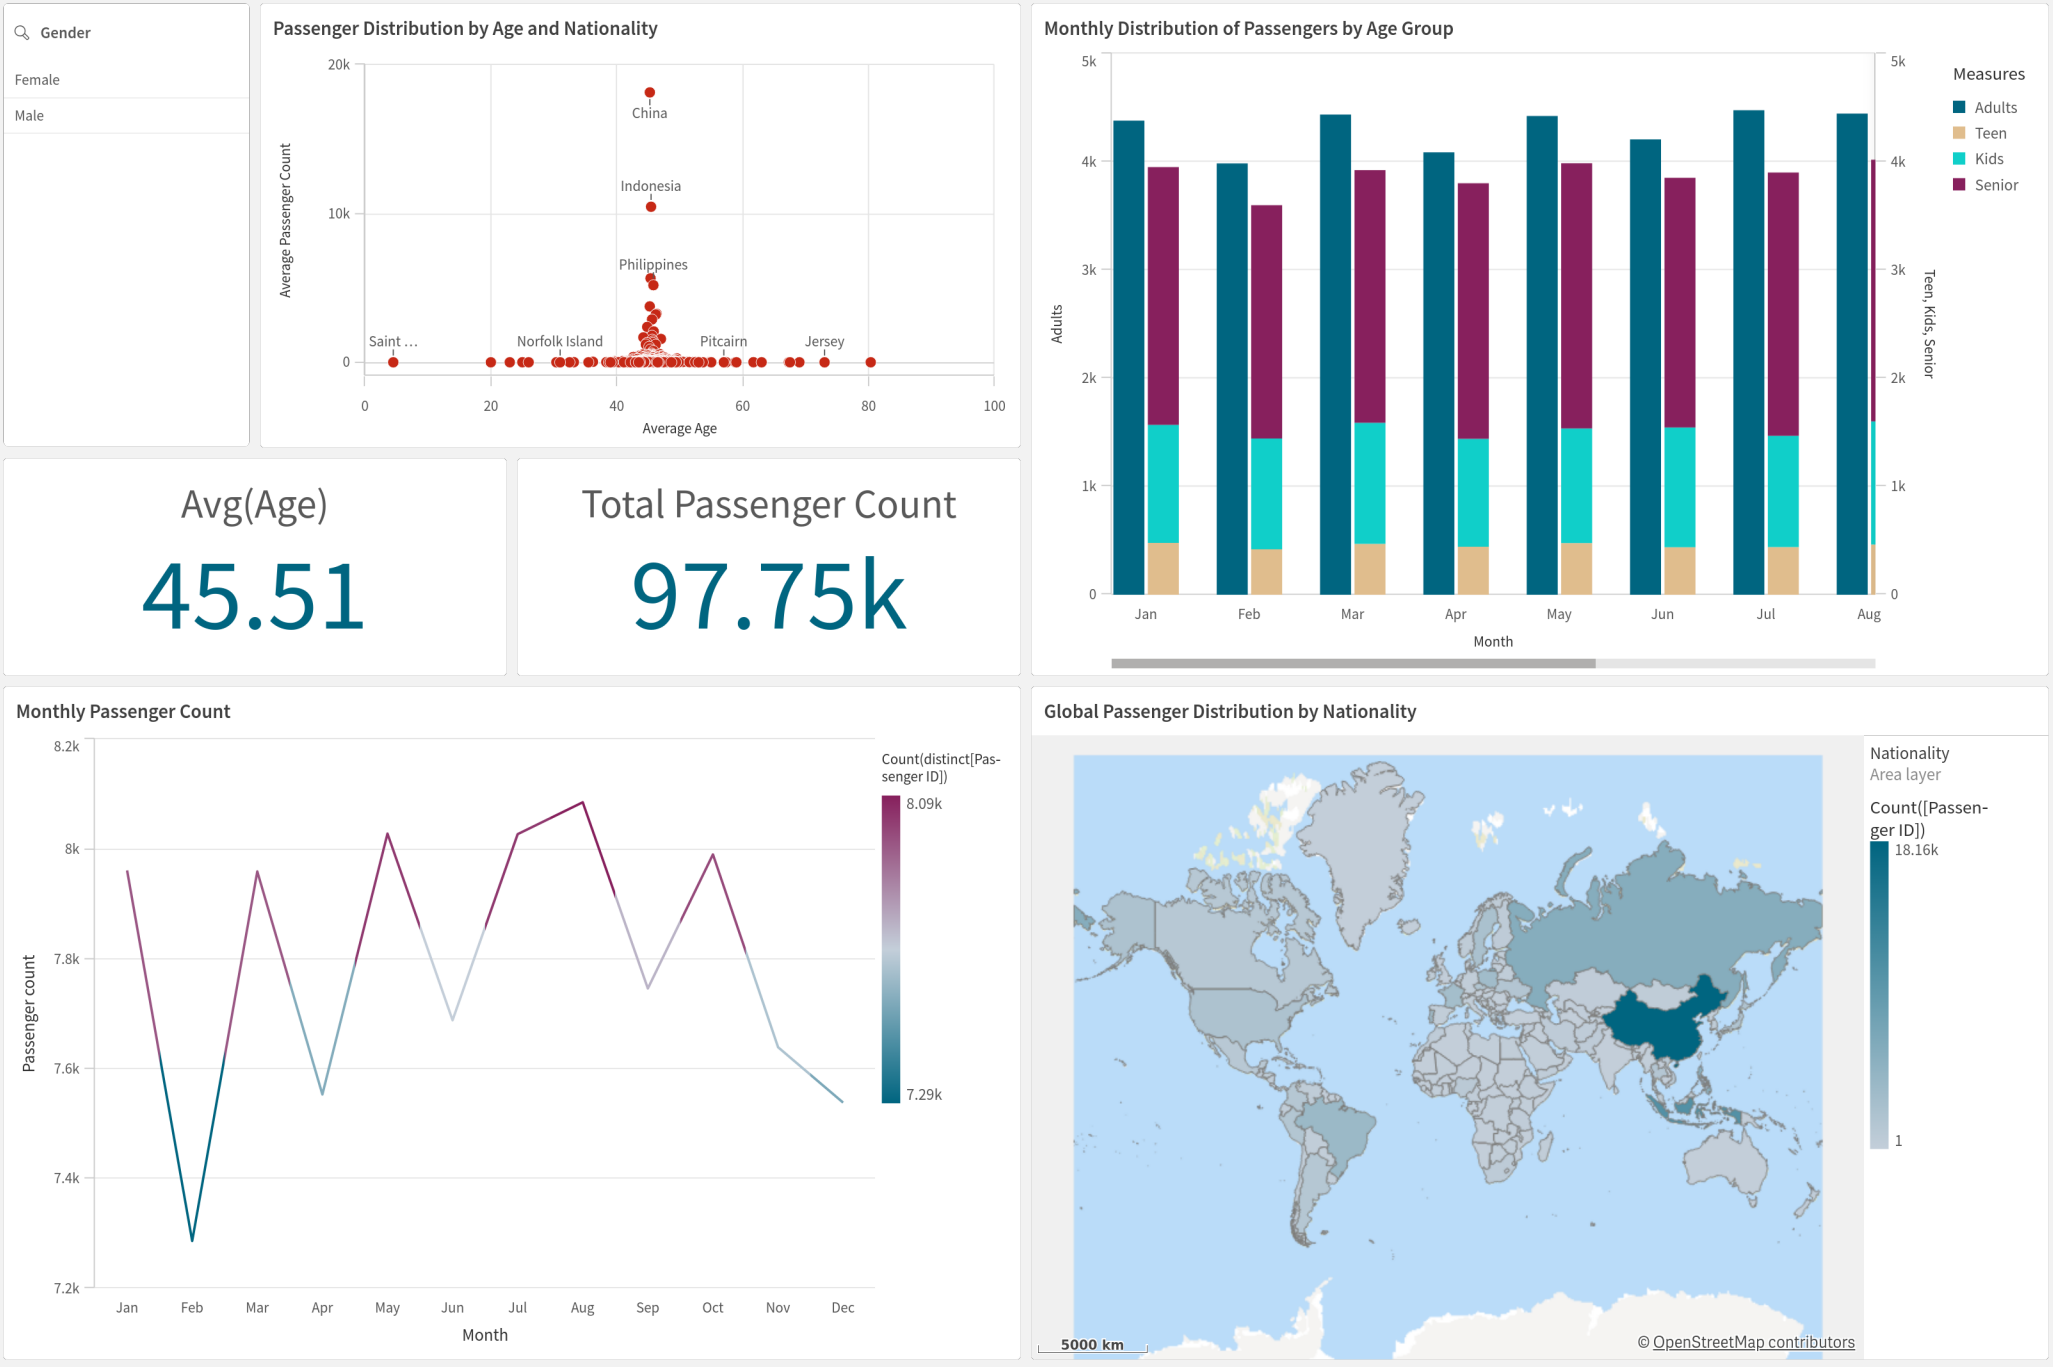 Gender
Female
Male
Passenger Distribution by Age and Nationality
Average Passenger Count
20k
10k
0
China
Indonesia
Philippines
Saint …
Norfolk Island
Pitcairn
Jersey
0 20 40 60 80 100
Average Age
Monthly Distribution of Passengers by Age Group
Adults
5k
4k
3k
2k
1k
0
5k
4k
3k
2k
1k
0
Teen, Kids, Senior
Jan Feb Mar Apr May Jun Jul Aug
Month
Measures
Adults
Teen
Kids
Senior
Avg(Age)
45.51
Total Passenger Count
97.75k
Monthly Passenger Count
Passenger count
8.2k
8k
7.8k
7.6k
7.4k
7.2k
Jan Feb Mar Apr May Jun Jul Aug Sep Oct Nov Dec
Month
Count(distinct[Pas-
senger ID])
8.09k
7.29k
Global Passenger Distribution by Nationality
Nationality
Area layer
Count([Passen-
ger ID])
18.16k
1
5000 km
© OpenStreetMap contributors